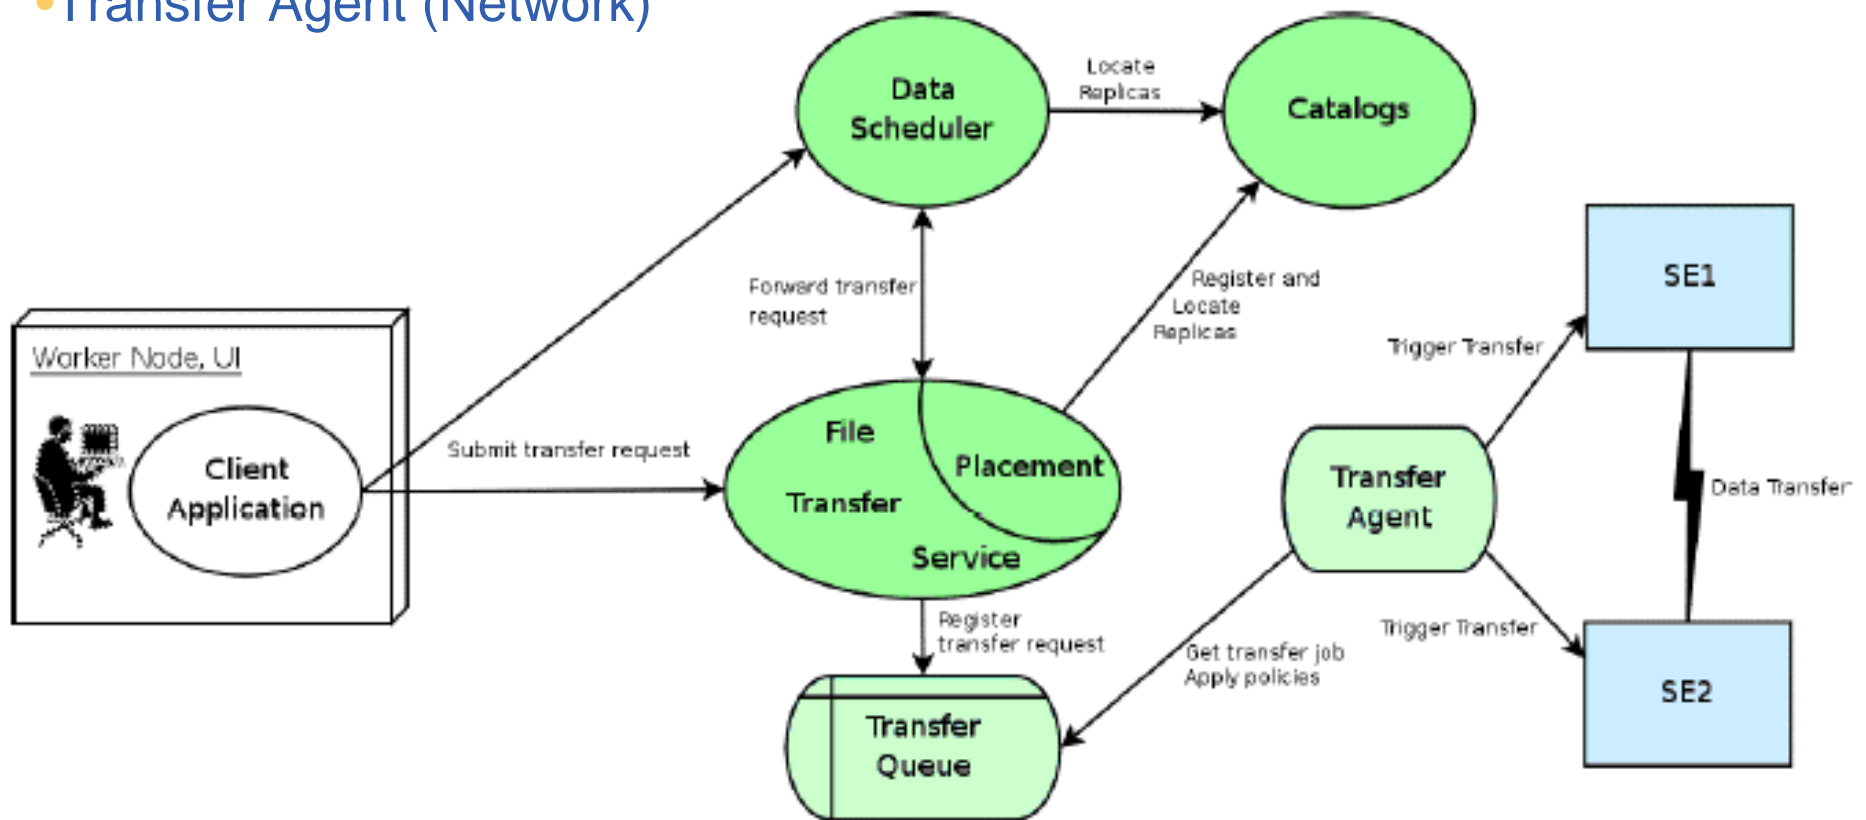 •Transfer Agent (Network)
Data
Scheduler
Locate
Replicas
Catalogs
Forward transfer
request
Register and
Locate
Replicas
SE1
Trigger Transfer
Worker Node, UI
Client
Application
Submit transfer request
File
Placement
Transfer
Service
Transfer
Agent
Data Transfer
Register
transfer request
Get transfer job
Apply policies
Trigger Transfer
SE2
Transfer
Queue